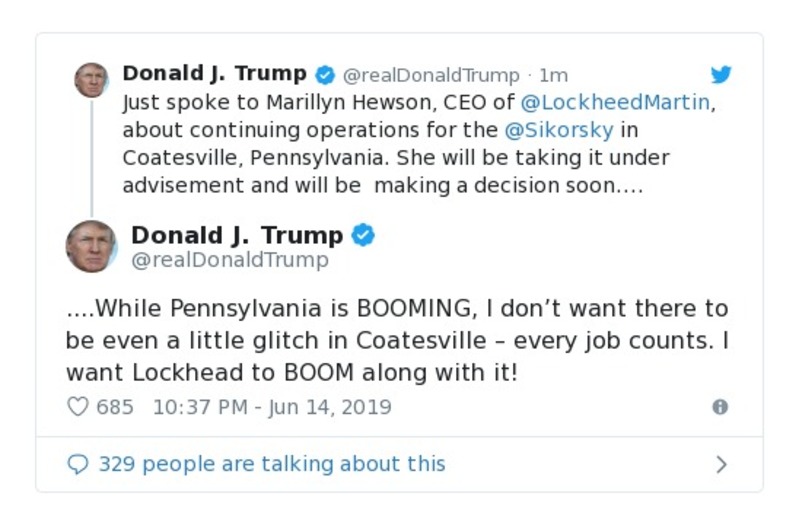 Donald J. Trump @realDonaldTrump · 1m
Just spoke to Marillyn Hewson, CEO of @LockheedMartin,
about continuing operations for the @Sikorsky in
Coatesville, Pennsylvania. She will be taking it under
advisement and will be  making a decision soon....
Donald J. Trump
@realDonaldTrump
....While Pennsylvania is BOOMING, I don’t want there to
be even a little glitch in Coatesville – every job counts. I
want Lockhead to BOOM along with it!
685 10:37 PM - Jun 14, 2019
329 people are talking about this